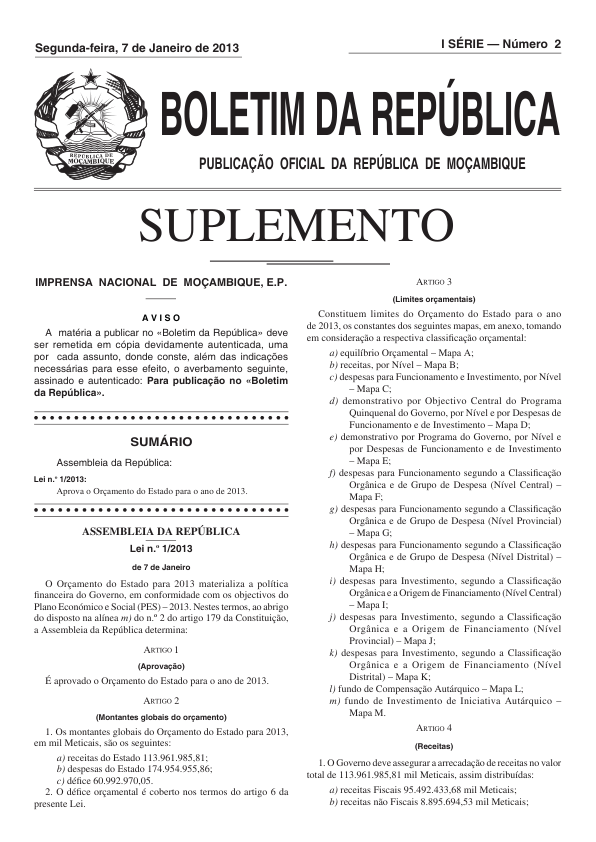 Segunda-feira, 7 de Janeiro de 2013
I SÉRIE — Número 2
REPÚBLICA DE
MOÇAMBIQUE
BOLETIM DA REPÚBLICA
PUBLICAÇÃO OFICIAL DA REPÚBLICA DE MOÇAMBIQUE
SUPLEMENTO
IMPRENSA NACIONAL DE MOÇAMBIQUE, E.P.
AVISO
A matéria a publicar no «Boletim da República» deve
ser remetida em cópia devidamente autenticada, uma
por cada assunto, donde conste, além das indicações
necessárias para esse efeito, o averbamento seguinte,
assinado e autenticado: Para publicação no «Boletim
da República».
SUMÁRIO
Assembleia da República:
Lei n.º 1/2013:
Aprova o Orçamento do Estado para o ano de 2013.
ASSEMBLEIA DA REPÚBLICA
Lei n.º 1/2013
de 7 de Janeiro
O Orçamento do Estado para 2013 materializa a política
financeira do Governo, em conformidade com os objectivos do
Plano Económico e Social (PES) – 2013. Nestes termos, ao abrigo
do disposto na alínea m) do n.º 2 do artigo 179 da Constituição,
a Assembleia da República determina:
Artigo 1
(Aprovação)
É aprovado o Orçamento do Estado para o ano de 2013.
Artigo 2
(Montantes globais do orçamento)
1. Os montantes globais do Orçamento do Estado para 2013,
em mil Meticais, são os seguintes:
a) receitas do Estado 113.961.985,81;
b) despesas do Estado 174.954.955,86;
c) défice 60.992.970,05.
2. O défice orçamental é coberto nos termos do artigo 6 da
presente Lei.
Artigo 3
(Limites orçamentais)
Constituem limites do Orçamento do Estado para o ano
de 2013, os constantes dos seguintes mapas, em anexo, tomando
em consideração a respectiva classificação orçamental:
a) equilíbrio Orçamental – Mapa A;
b) receitas, por Nível – Mapa B;
c) despesas para Funcionamento e Investimento, por Nível
– Mapa C;
d) demonstrativo por Objectivo Central do Programa
Quinquenal do Governo, por Nível e por Despesas de
Funcionamento e de Investimento – Mapa D;
e) demonstrativo por Programa do Governo, por Nível e
por Despesas de Funcionamento e de Investimento
– Mapa E;
f) despesas para Funcionamento segundo a Classificação
Orgânica e de Grupo de Despesa (Nível Central) –
Mapa F;
g) despesas para Funcionamento segundo a Classificação
Orgânica e de Grupo de Despesa (Nível Provincial)
– Mapa G;
h) despesas para Funcionamento segundo a Classificação
Orgânica e de Grupo de Despesa (Nível Distrital) –
Mapa H;
i) despesas para Investimento, segundo a Classificação
Orgânica e a Origem de Financiamento (Nível Central)
– Mapa I;
j) despesas para Investimento, segundo a Classificação
Orgânica e a Origem de Financiamento (Nível
Provincial) – Mapa J;
k) despesas para Investimento, segundo a Classificação
Orgânica e a Origem de Financiamento (Nível
Distrital) – Mapa K;
l) fundo de Compensação Autárquico – Mapa L;
m) fundo de Investimento de Iniciativa Autárquico –
Mapa M.
Artigo 4
(Receitas)
1. O Governo deve assegurar a arrecadação de receitas no valor
total de 113.961.985,81 mil Meticais, assim distribuídas:
a) receitas Fiscais 95.492.433,68 mil Meticais;
b) receitas não Fiscais 8.895.694,53 mil Meticais;